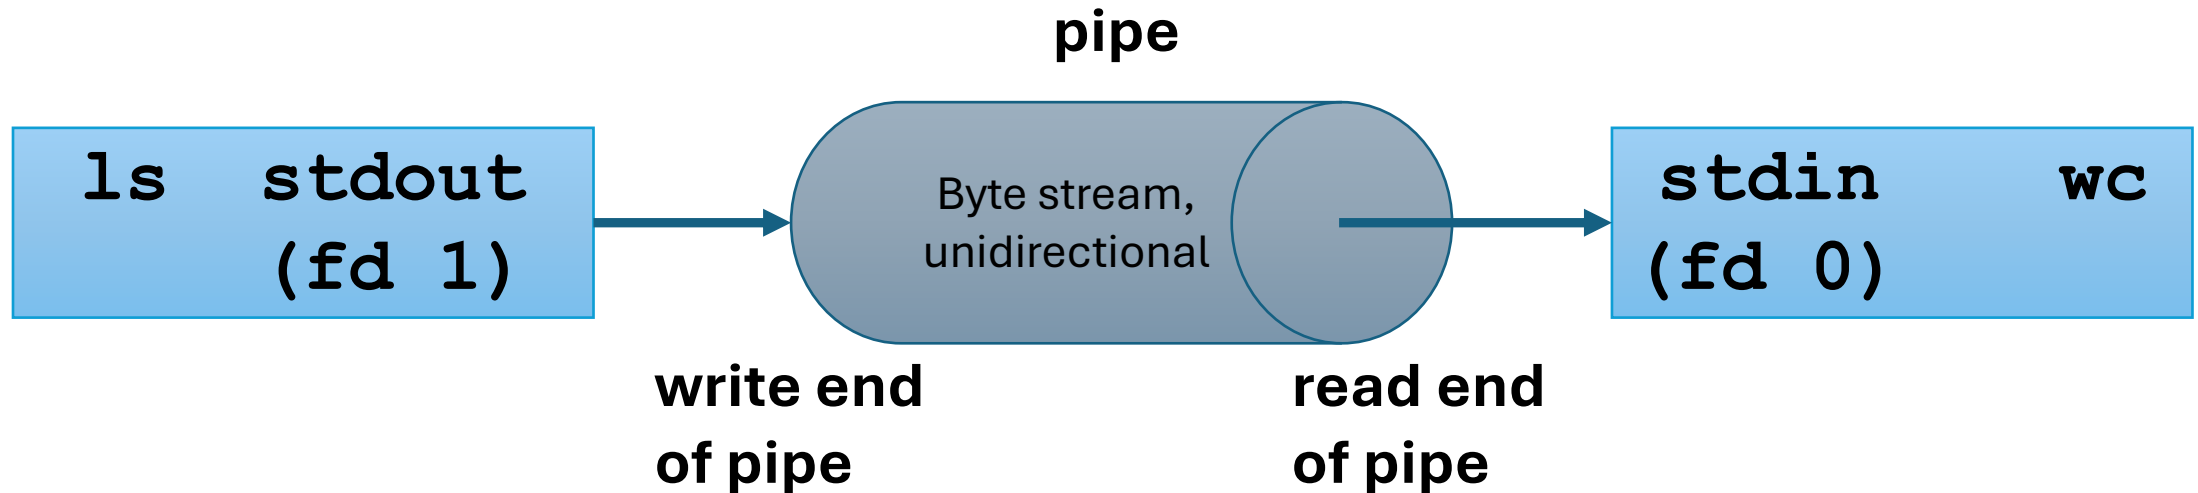 pipe
ls stdout
(fd 1)
Byte stream,
unidirectional
stdin wc
(fd 0)
write end
of pipe
read end
of pipe